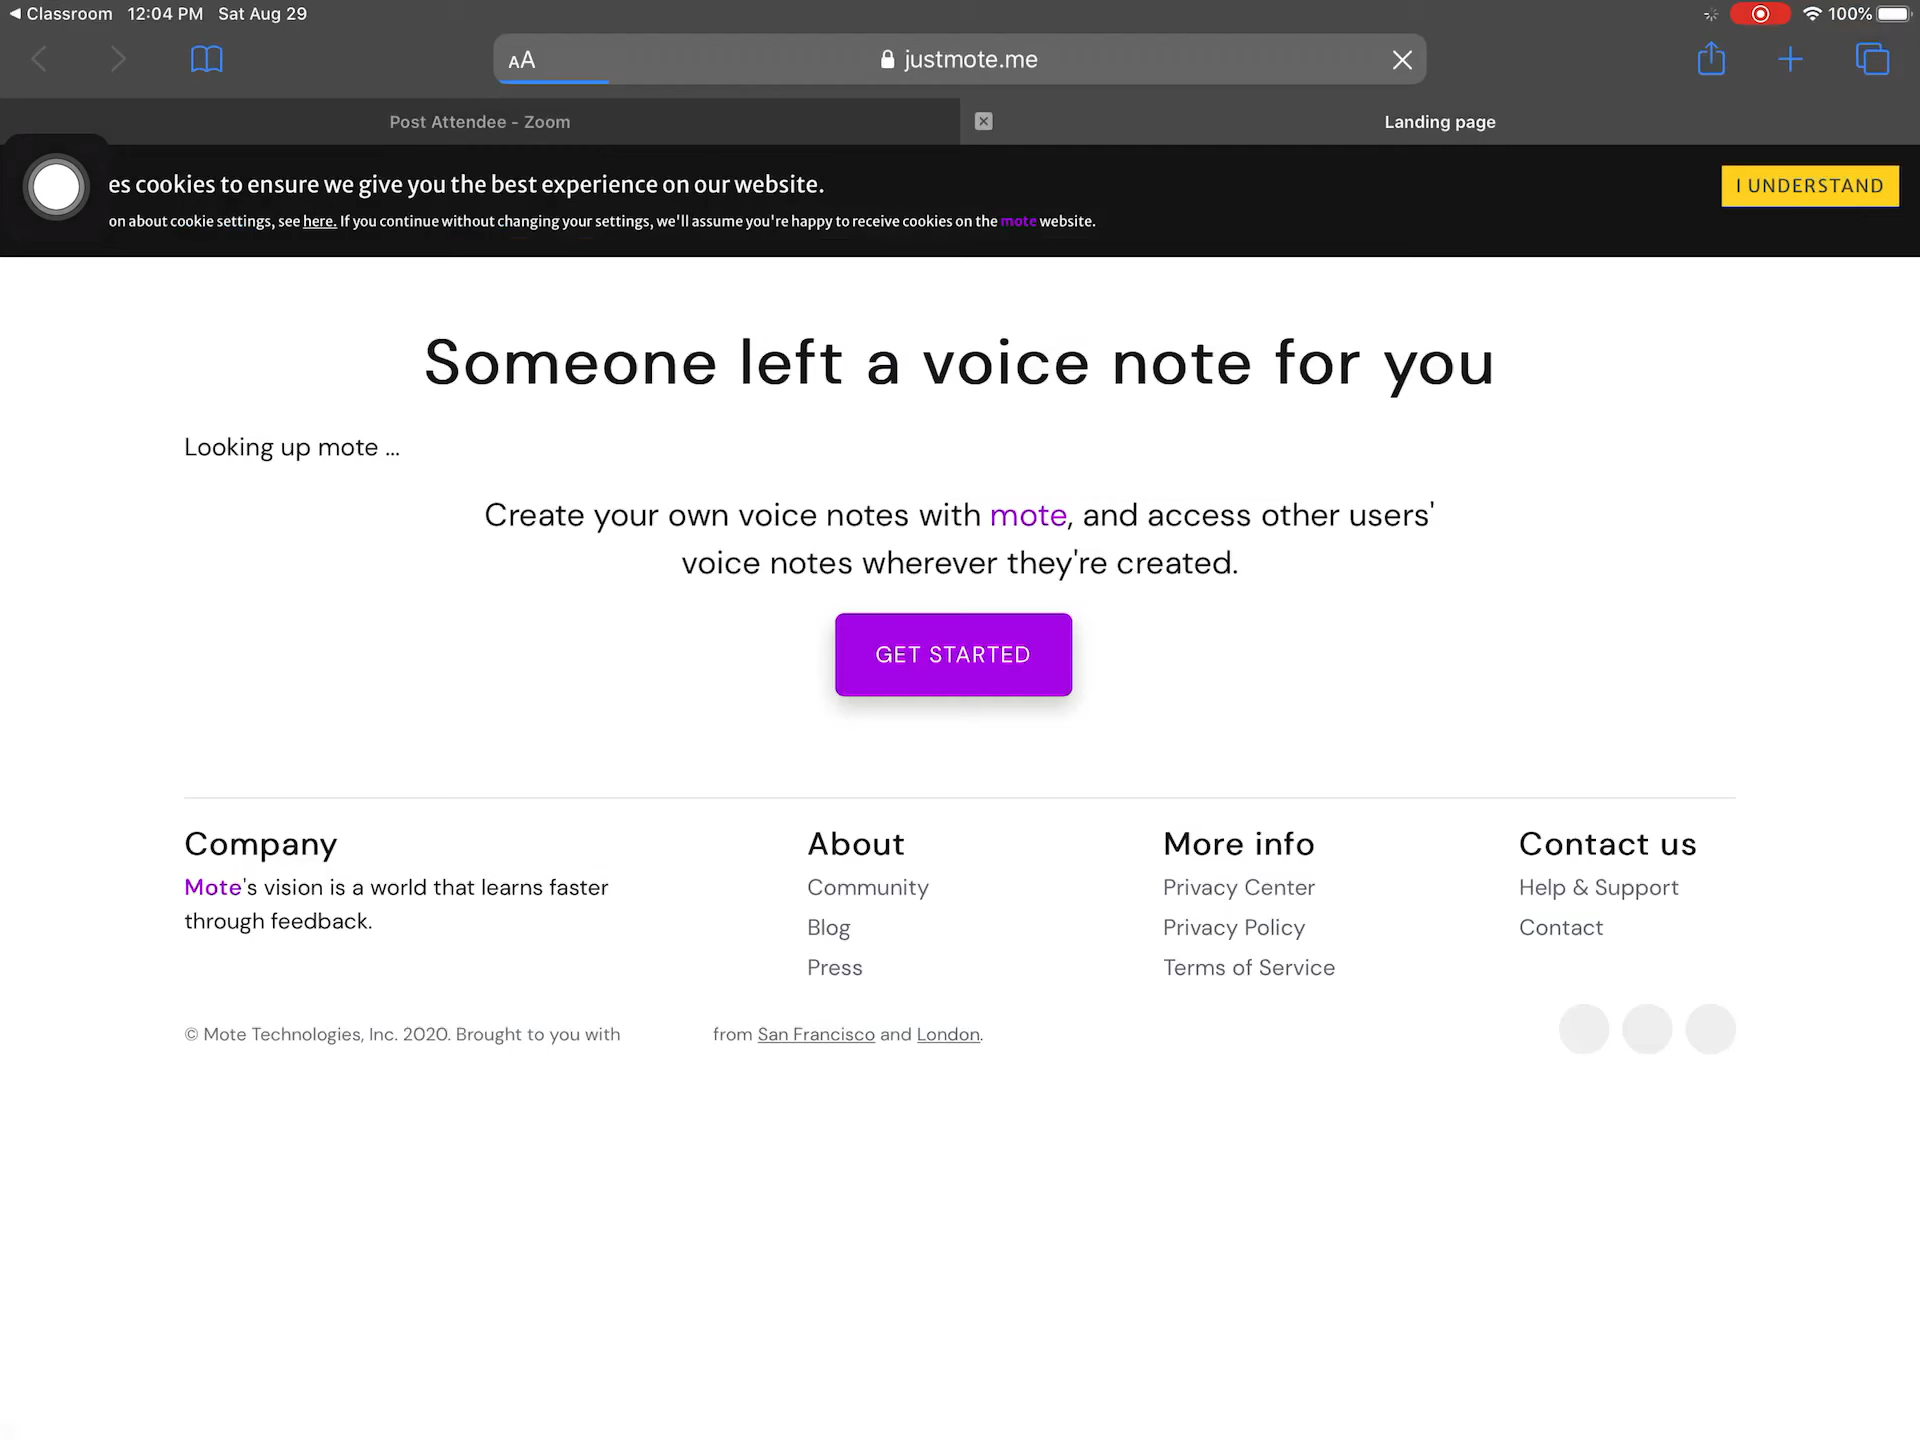 ◀ Classroom 12:04 PM Sat Aug 29
100%
AA
justmote.me
Post Attendee - Zoom
Landing page
es cookies to ensure we give you the best experience on our website.
I UNDERSTAND
on about cookie settings, see here. If you continue without changing your settings, we'll assume you're happy to receive cookies on the mote website.
Someone left a voice note for you
Looking up mote ...
Create your own voice notes with mote, and access other users'
voice notes wherever they're created.
GET STARTED
Company
Mote's vision is a world that learns faster
through feedback.
About
Community
Blog
Press
More info
Privacy Center
Privacy Policy
Terms of Service
Contact us
Help & Support
Contact
© Mote Technologies, Inc. 2020. Brought to you with from San Francisco and London.